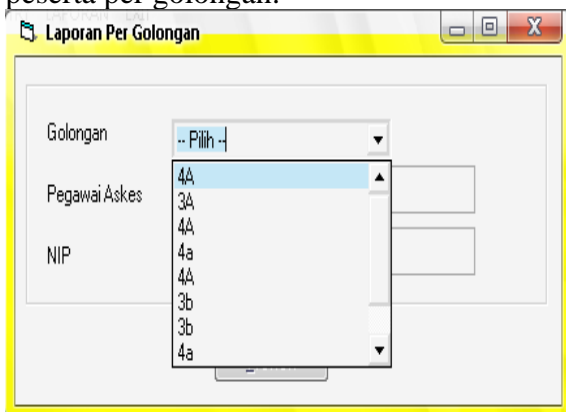 peserta per golongan.
Laporan Per Golongan
Golongan
-- Pilih --
Pegawai Askes
NIP
4A
3A
4A
4a
4A
3b
3b
4a